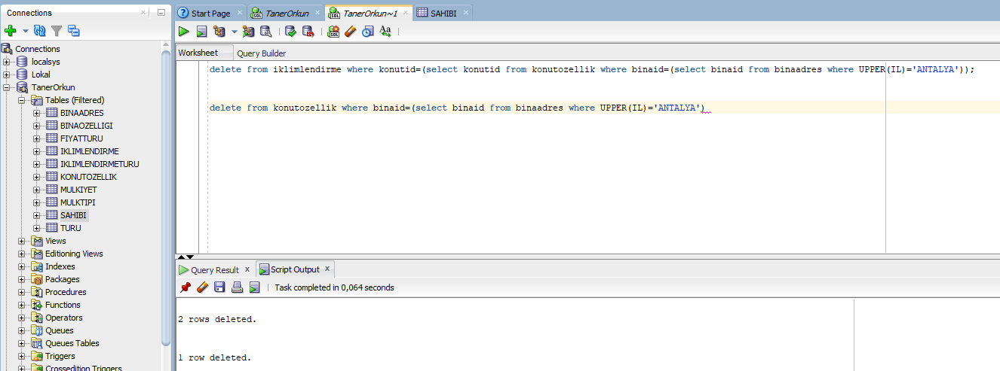 Connections
Start Page
TanerOrkun
TanerOrkun~1
SAHIBI
Worksheet
Query Builder
Connections
localsys
Lokal
TanerOrkun
Tables (Filtered)
BINAADRES
BINAOZELLIGI
FIYATTURU
IKLIMLENDIRME
IKLIMLENDIRMETURU
KONUTOZELLIK
MULKIYET
MULKTIPI
SAHIBI
TURU
Views
Editioning Views
Indexes
Packages
Procedures
Functions
Operators
Queues
Queues Tables
Triggers
Crossedition Triggers
delete from iklimlendirme where konutid=(select konutid from konutozellik where binaid=(select binaid from binaadres where UPPER(IL)='ANTALYA'));
delete from konutozellik where binaid=(select binaid from binaadres where UPPER(IL)='ANTALYA')
Query Result
Script Output
Task completed in 0,064 seconds
2 rows deleted.
1 row deleted.